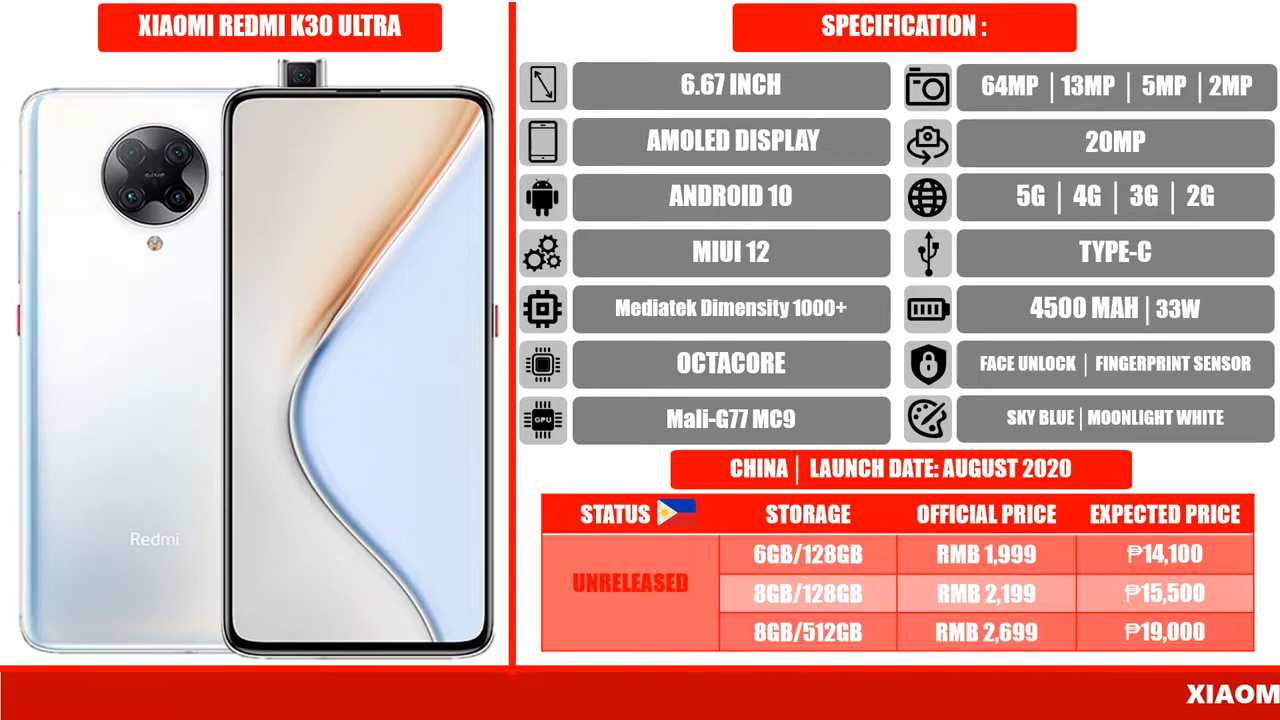 XIAOMI REDMI K30 ULTRA
64MP
Redmi
SPECIFICATION :
6.67 INCH
AMOLED DISPLAY
ANDROID 10
MIUI 12
Mediatek Dimensity 1000+
OCTACORE
GPU
Mali-G77 MC9
64MP | 13MP | 5MP | 2MP
20MP
5G | 4G | 3G | 2G
TYPE-C
4500 MAH | 33W
FACE UNLOCK | FINGERPRINT SENSOR
SKY BLUE | MOONLIGHT WHITE
CHINA | LAUNCH DATE: AUGUST 2020
STATUS STORAGE OFFICIAL PRICE EXPECTED PRICE
UNRELEASED
6GB/128GB RMB 1,999 ₱14,100
8GB/128GB RMB 2,199 ₱15,500
8GB/512GB RMB 2,699 ₱19,000
XIAOM